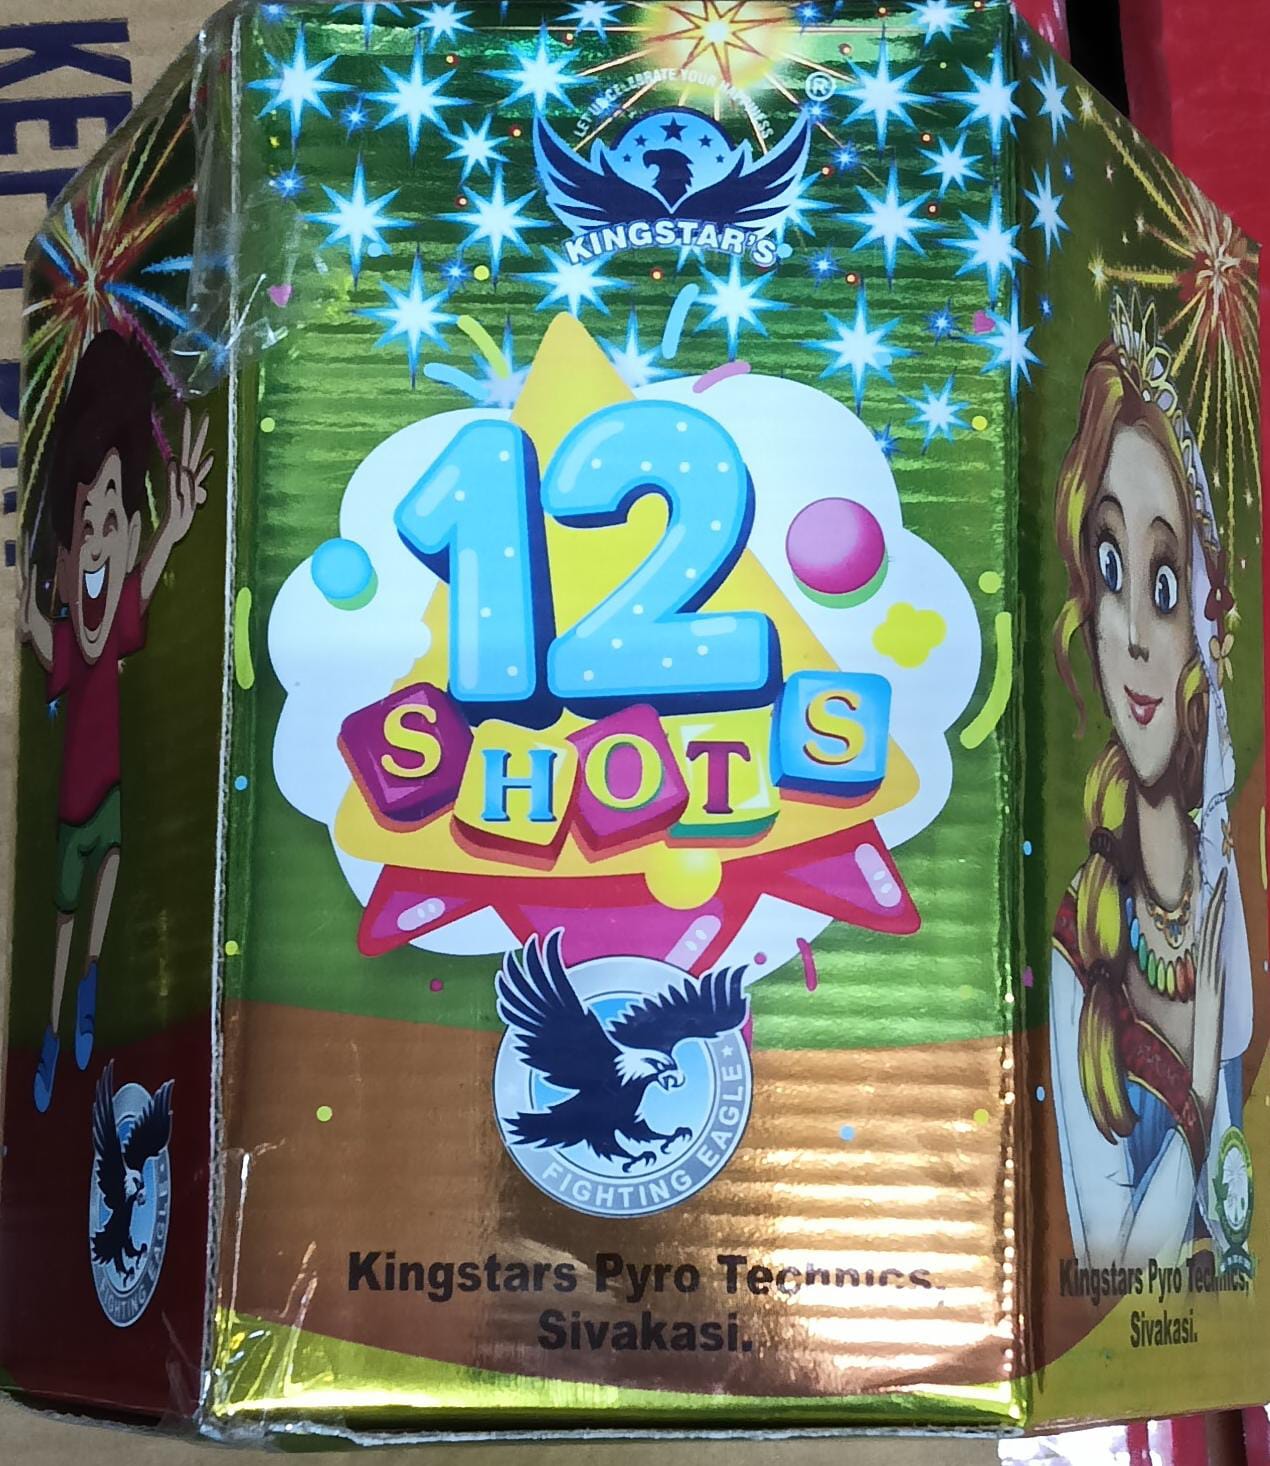 LET US CELEBRATE YOUR HAPPINESS
®
KINGSTAR'S
12
SHOTS
FIGHTING EAGLE
Kingstars Pyro Technics,
Sivakasi.
FIGHTING EAGLE
Kingstars Pyro Technics,
Sivakasi.